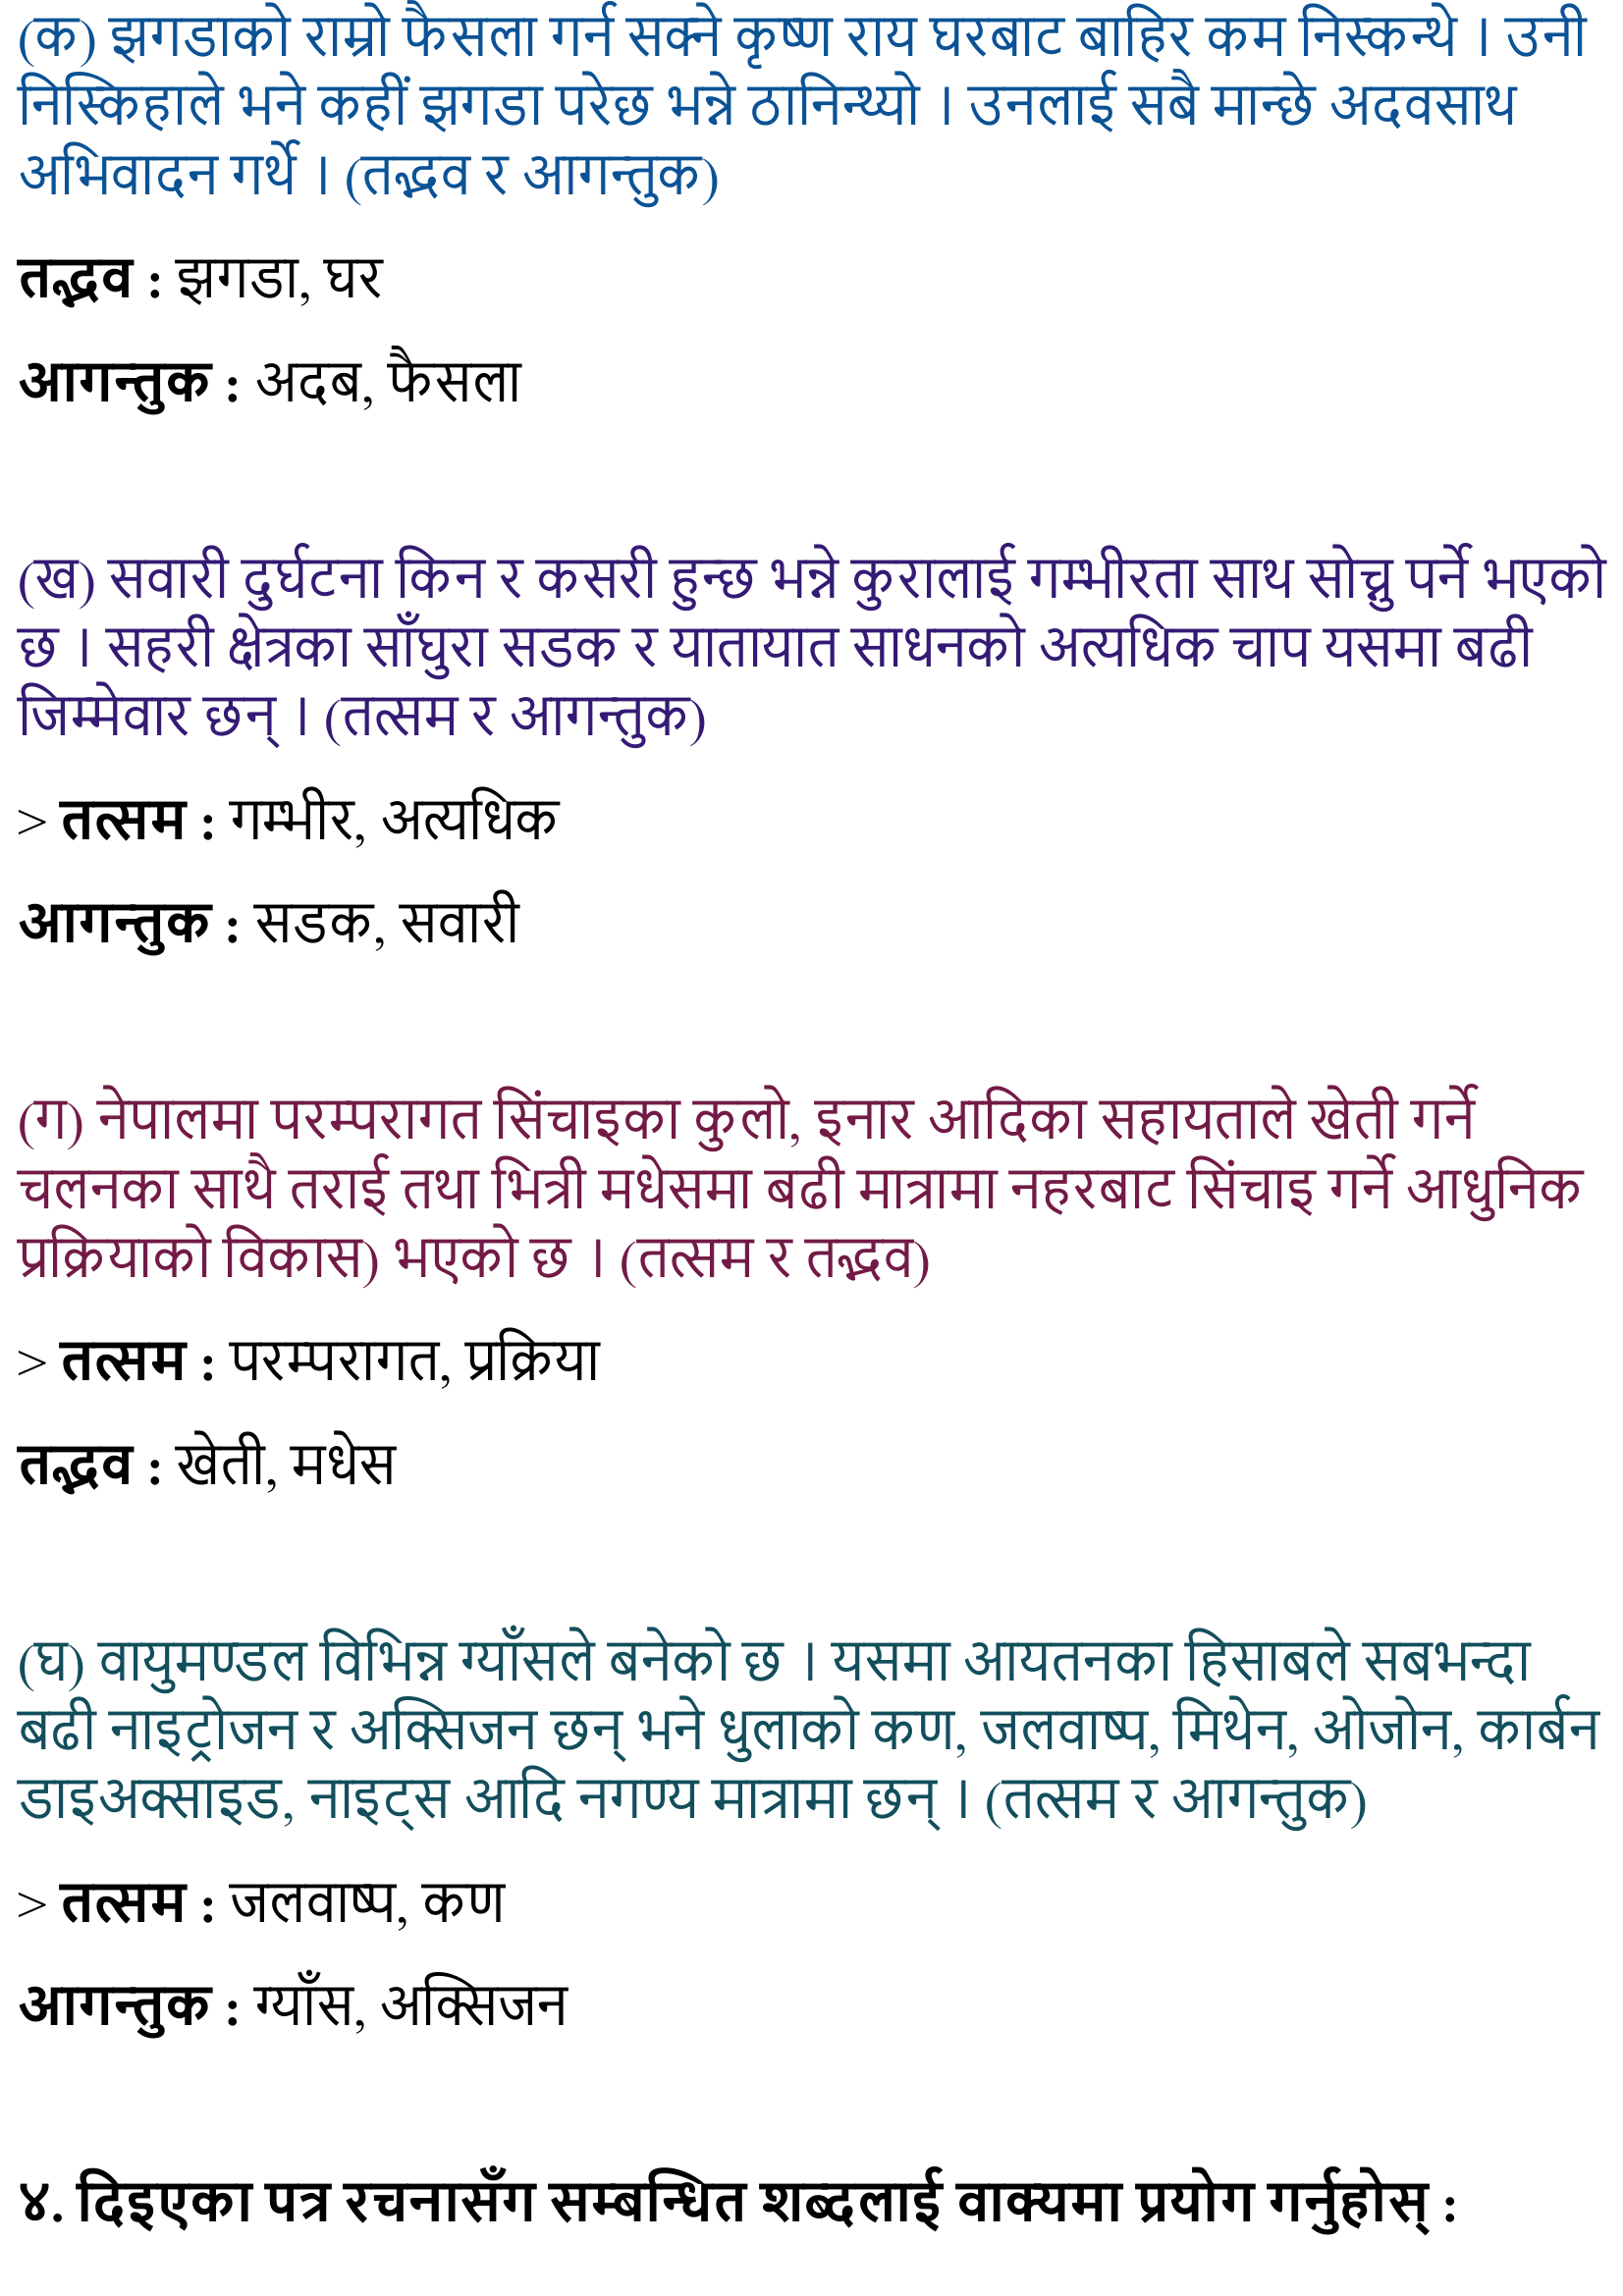 (क) झगडाको राम्रो फैसला गर्न सक्ने कृष्ण राय घरबाट बाहिर कम निस्कन्थे । उनी
निस्किहाले भने कहीं झगडा परेछ भन्ने ठानिन्थ्यो । उनलाई सबै मान्छे अदवसाथ
अभिवादन गर्थे । (तद्भव र आगन्तुक)
तद्भव : झगडा, घर
आगन्तुक : अदब, फैसला
(ख) सवारी दुर्घटना किन र कसरी हुन्छ भन्ने कुरालाई गम्भीरता साथ सोच्नु पर्ने भएको
छ । सहरी क्षेत्रका साँघुरा सडक र यातायात साधनको अत्यधिक चाप यसमा बढी
जिम्मेवार छन् । (तत्सम र आगन्तुक)
> तत्सम : गम्भीर, अत्यधिक
आगन्तुक : सडक, सवारी
(ग) नेपालमा परम्परागत सिंचाइका कुलो, इनार आदिका सहायताले खेती गर्ने
चलनका साथै तराई तथा भित्री मधेसमा बढी मात्रामा नहरबाट सिंचाइ गर्ने आधुनिक
प्रक्रियाको विकास) भएको छ । (तत्सम र तद्भव)
> तत्सम : परम्परागत, प्रक्रिया
तद्भव : खेती, मधेस
(घ) वायुमण्डल विभिन्न ग्याँसले बनेको छ । यसमा आयतनका हिसाबले सबभन्दा
बढी नाइट्रोजन र अक्सिजन छन् भने धुलाको कण, जलवाष्प, मिथेन, ओजोन, कार्बन
डाइअक्साइड, नाइट्स आदि नगण्य मात्रामा छन् । (तत्सम र आगन्तुक)
> तत्सम : जलवाष्प, कण
आगन्तुक : ग्याँस, अक्सिजन
४. दिइएका पत्र रचनासँग सम्बन्धित शब्दलाई वाक्यमा प्रयोग गर्नुहोस् :